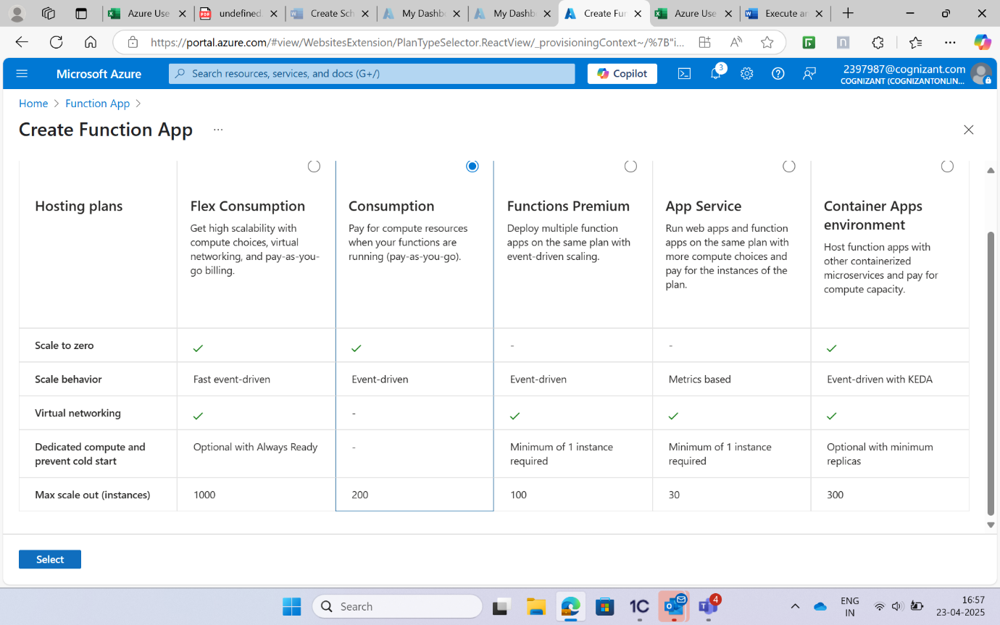 Azure Use
undefined.
Create Sch
My Dashb
My Dashb
Create Fun
Azure Use
Execute an
https://portal.azure.com/#view/WebsitesExtension/PlanTypeSelector.ReactView/_provisioningContext~/%7B"i...
Microsoft Azure
Search resources, services, and docs (G+/)
Copilot
3
2397987@cognizant.com
COGNIZANT (COGNIZANTONLIN...
Home > Function App >
Create Function App ...
Hosting plans
Flex Consumption
Get high scalability with
compute choices, virtual
networking, and pay-as-you-
go billing.
Consumption
Pay for compute resources
when your functions are
running (pay-as-you-go).
Functions Premium
Deploy multiple function
apps on the same plan with
event-driven scaling.
App Service
Run web apps and function
apps on the same plan with
more compute choices and
pay for the instances of the
plan.
Container Apps
environment
Host function apps with
other containerized
microservices and pay for
compute capacity.
Scale to zero ✓ ✓ - - ✓
Scale behavior Fast event-driven Event-driven Event-driven Metrics based Event-driven with KEDA
Virtual networking ✓ - ✓ ✓ ✓
Dedicated compute and
prevent cold start
Optional with Always Ready
-
Minimum of 1 instance
required
Minimum of 1 instance
required
Optional with minimum
replicas
Max scale out (instances) 1000 200 100 30 300
Select
Search
1C
4
ENG
IN
16:57
23-04-2025